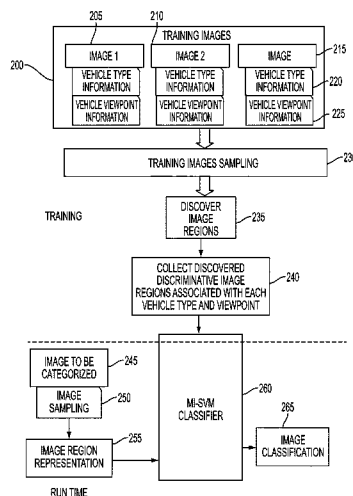 205
210
TRAINING IMAGES
IMAGE 1
IMAGE 2
IMAGE
215
200
VEHICLE TYPE
INFORMATION
VEHICLE TYPE
INFORMATION
VEHICLE TYPE
INFORMATION
220
VEHICLE VIEWPOINT
INFORMATION
VEHICLE VIEWPOINT
INFORMATION
VEHICLE VIEWPOINT
INFORMATION
225
TRAINING IMAGES SAMPLING
230
TRAINING
DISCOVER
IMAGE
REGIONS
235
COLLECT DISCOVERED
DISCRIMINATIVE IMAGE
REGIONS ASSOCIATED WITH EACH
VEHICLE TYPE AND VIEWPOINT
240
IMAGE TO BE
CATEGORIZED
245
IMAGE
SAMPLING
250
MI-SVM
CLASSIFIER
260
265
IMAGE
CLASSIFICATION
255
IMAGE REGION
REPRESENTATION
RUN TIME